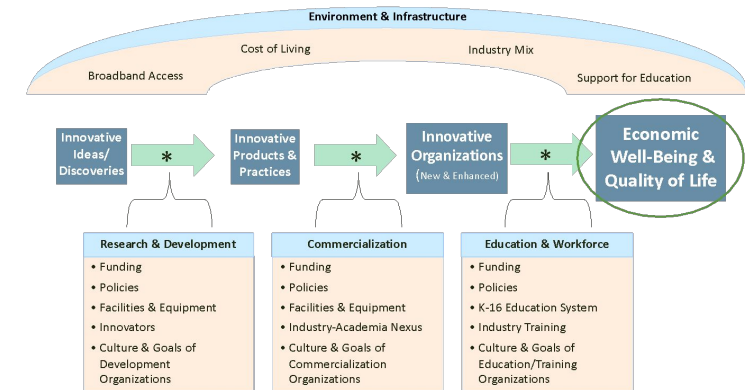 Environment & Infrastructure
Cost of Living
Industry Mix
Broadband Access
Support for Education
Innovative
Ideas/
Discoveries
*
Innovative
Products &
Practices
*
Innovative
Organizations
(New & Enhanced)
*
Economic
Well-Being &
Quality of Life
Research & Development
• Funding
• Policies
• Facilities & Equipment
• Innovators
• Culture & Goals of
Development
Organizations
Commercialization
• Funding
• Policies
• Facilities & Equipment
• Industry-Academia Nexus
• Culture & Goals of
Commercialization
Organizations
Education & Workforce
• Funding
• Policies
• K-16 Education System
• Industry Training
• Culture & Goals of
Education/Training
Organizations